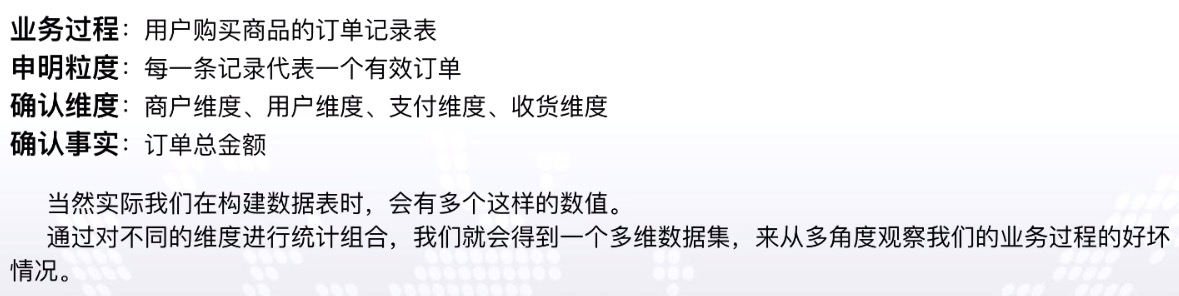 业务过程：用户购买商品的订单记录表
申明粒度：每一条记录代表一个有效订单
确认维度：商户维度、用户维度、支付维度、收货维度
确认事实：订单总金额
当然实际我们在构建数据表时，会有多个这样的数值。
通过对不同的维度进行统计组合，我们就会得到一个多维数据集，来从多角度观察我们的业务过程的好坏
情况。